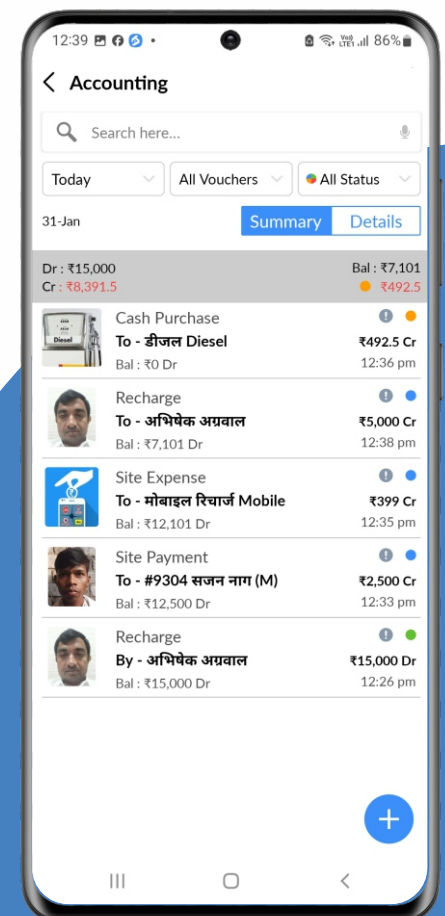 12:39
Vo))
LTE1 86%
Accounting
Search here...
Today
All Vouchers
All Status
31-Jan
Summary
Details
Dr : ₹15,000
Bal : ₹7,101
Cr : ₹8,391.5
₹492.5
Diesel
Cash Purchase
To - डीजल Diesel
₹492.5 Cr
Bal : ₹0 Dr
12:36 pm
Recharge
To - अभिषेक अग्रवाल
₹5,000 Cr
Bal : ₹7,101 Dr
12:38 pm
Site Expense
To - मोबाइल रिचार्ज Mobile
₹399 Cr
Bal : ₹12,101 Dr
12:35 pm
Site Payment
To - #9304 सजन नाग (M)
₹2,500 Cr
Bal : ₹12,500 Dr
12:33 pm
Recharge
By - अभिषेक अग्रवाल
₹15,000 Dr
Bal : ₹15,000 Dr
12:26 pm